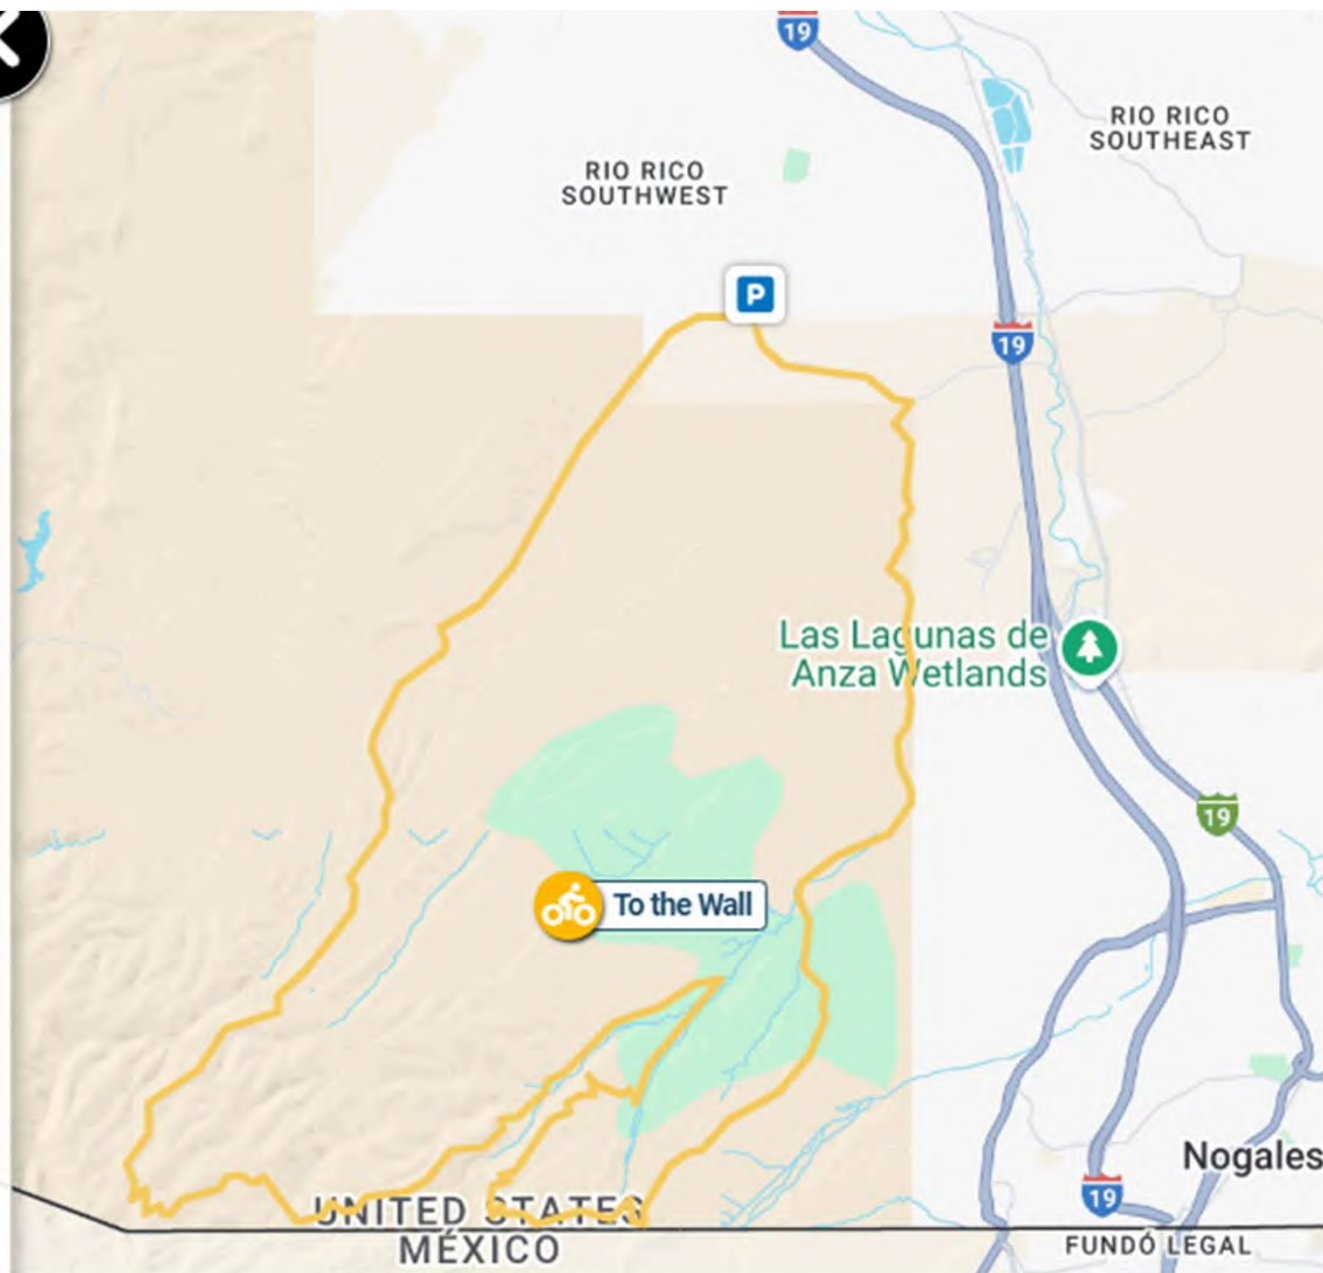 19
RIO RICO
SOUTHEAST
RIO RICO
SOUTHWEST
P
19
Las Lagunas de
Anza Wetlands
19
To the Wall
Nogales
19
UNITED STATES
MÉXICO
FUNDÓ LEGAL